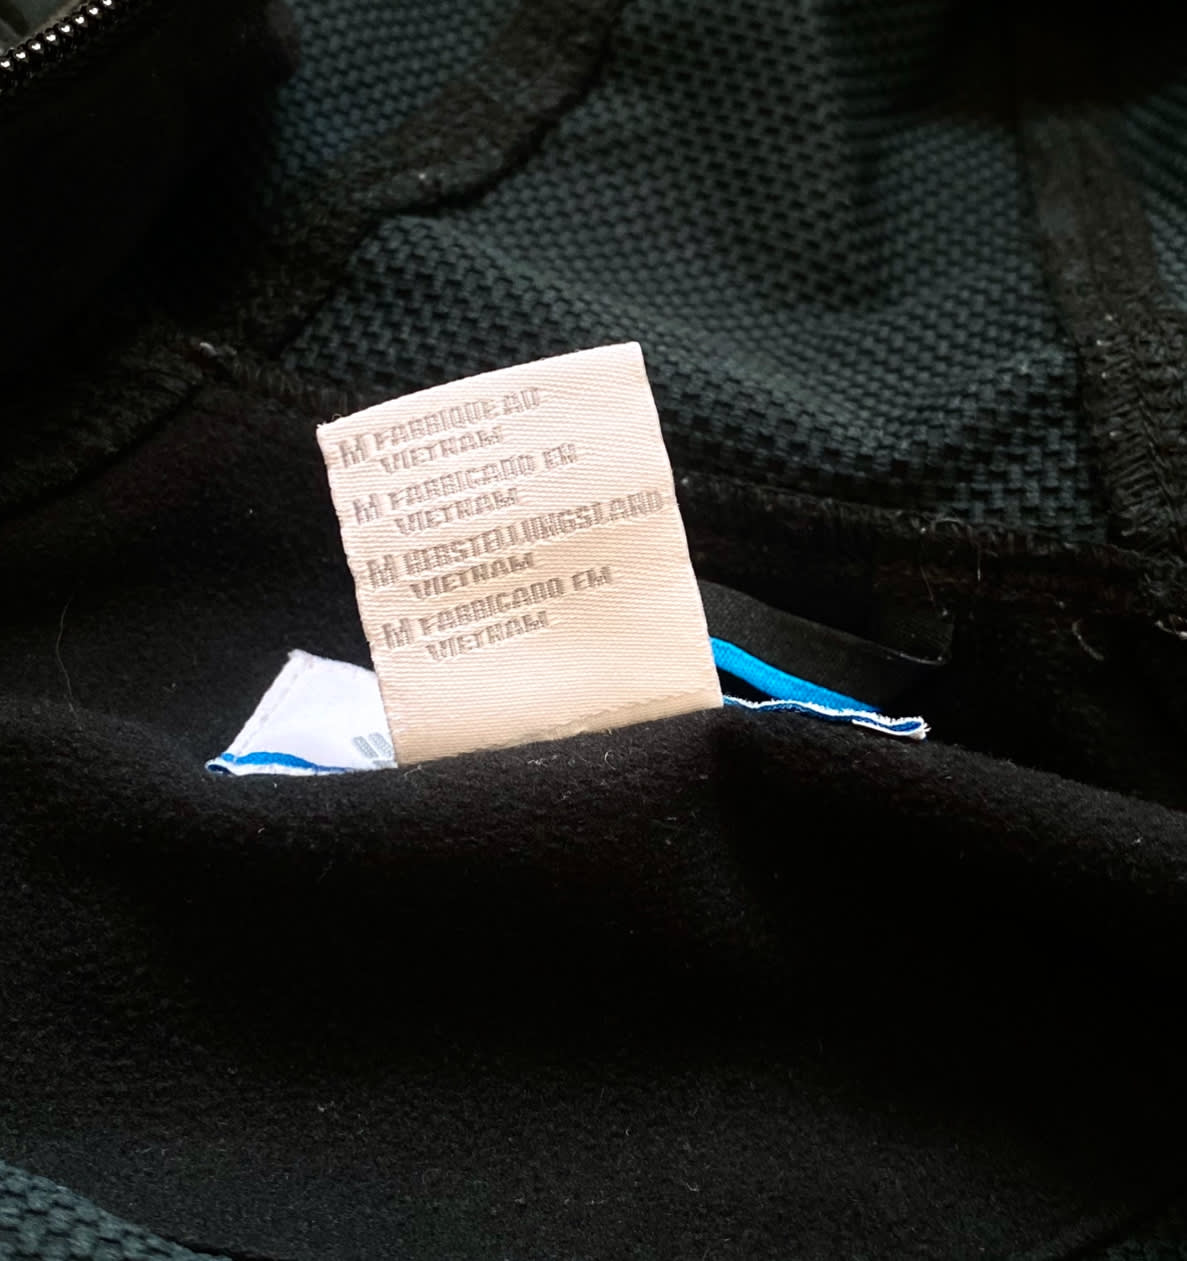 M FABRIQUE AU
VIETNAM
M FABRICADO EN
VIETNAM
M HERSTELLUNGSLAND
VIETNAM
M FABRICADO EM
VIETNAM